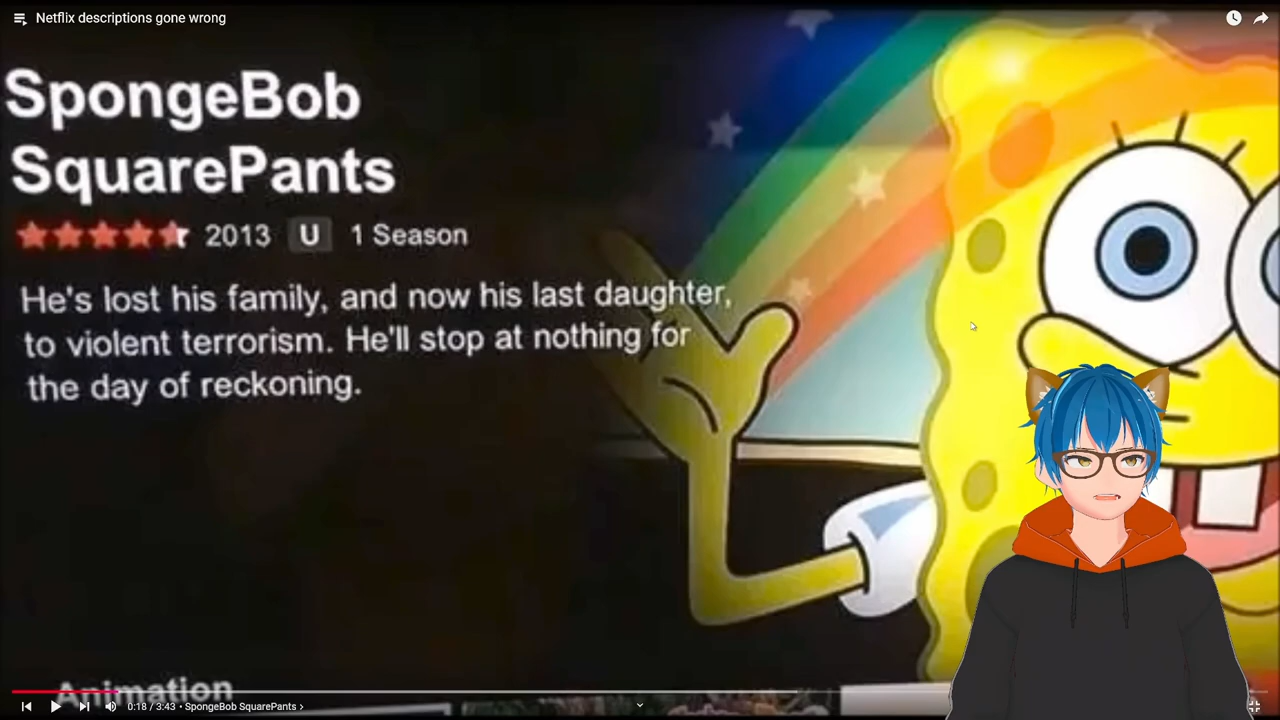 Netflix descriptions gone wrong
SpongeBob
SquarePants
2013 U 1 Season
He's lost his family, and now his last daughter,
to violent terrorism. He'll stop at nothing for
the day of reckoning.
Animation
0:18 / 3:43 • SpongeBob SquarePants ›